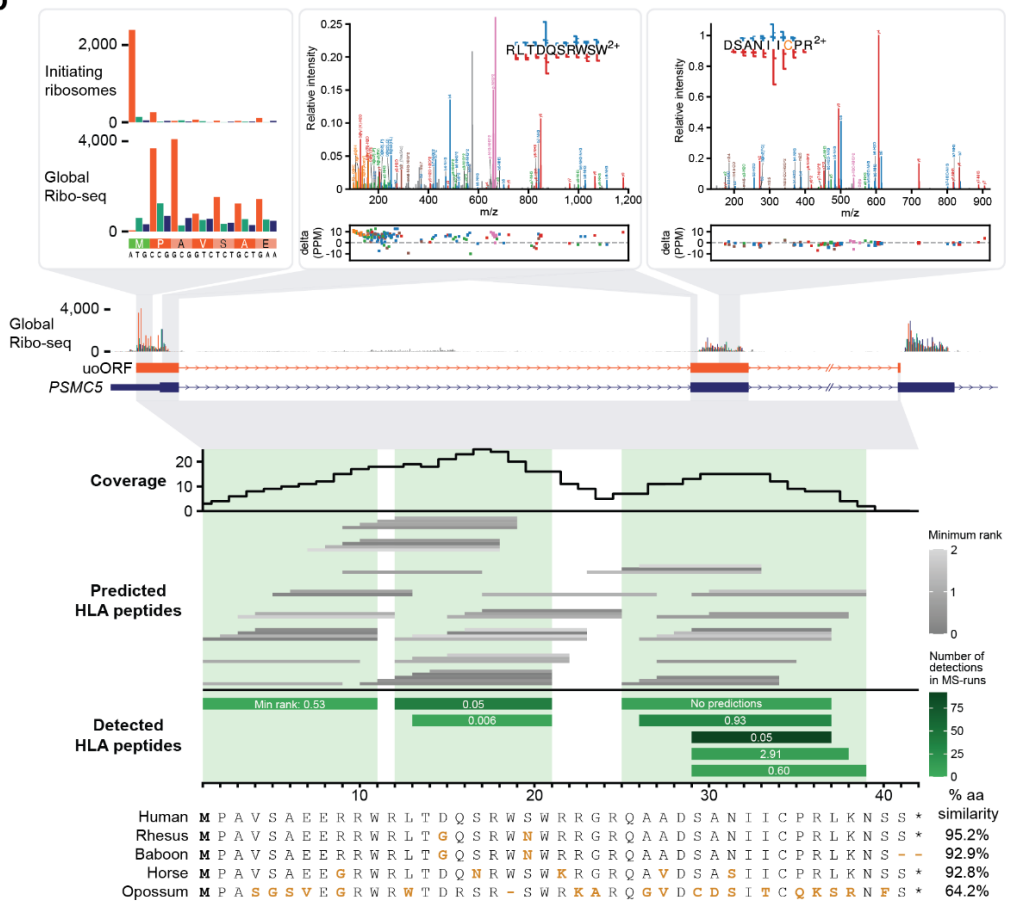 2,000
0
Initiating
ribosomes
4,000
0
Global
Ribo-seq
M P A V S A E
ATGCCGGCGGTCTCTGCTGAA
0.25
0.20
0.15
0.10
0.05
0
Relative intensity
RLTDQSRWSW2+
200 400 600 800 1,000 1,200
m/z
delta
(PPM)
10
0
-10
1
0.8
0.6
0.4
0.2
0
Relative intensity
DSANIICPR2+
200 300 400 500 600 700 800 900
m/z
delta
(PPM)
10
0
-10
4,000
0
Global
Ribo-seq
uoORF
PSMC5
Coverage
20
10
0
Predicted
HLA peptides
Minimum rank
2
1
0
Number of
detections
in MS-runs
75
50
25
0
Detected
HLA peptides
Min rank: 0.53 0.05 No predictions
0.006 0.93
0.05
2.91
0.60
10 20 30 40
% aa
similarity
Human M P A V S A E E R R W R L T D Q S R W S W R R G R Q A A D S A N I I C P R L K N S S *
Rhesus M P A V S A E E R R W R L T G Q S R W N W R R G R Q A A D S A N I I C P R L K N S S * 95.2%
Baboon M P A V S A E E R R W R L T G Q S R W N W R R G R Q A A D S A N I I C P R L K N S - - 92.9%
Horse M P A V S A E E G R W R L T D Q N R W S W K R G R Q A V D S S N I I C P R L K N S S * 92.8%
Opossum M P A S G S V E G R W R W T D R S R - S W R K A R Q G V D C D S I T C Q K S R N F S * 64.2%